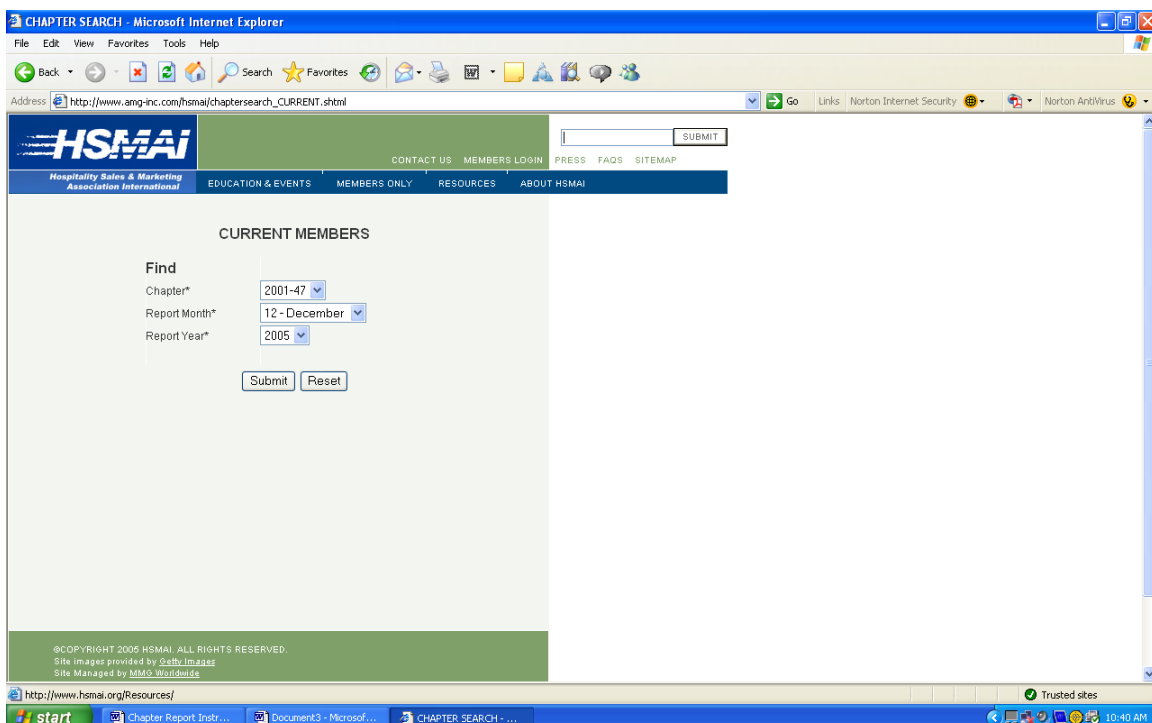 CHAPTER SEARCH - Microsoft Internet Explorer
File Edit View Favorites Tools Help
Back Search Favorites
Address http://www.amg-inc.com/hsmai/chaptersearch_CURRENT.shtml Go Links Norton Internet Security Norton AntiVirus
HSMAI
SUBMIT
CONTACT US MEMBERS LOGIN PRESS FAQS SITEMAP
Hospitality Sales & Marketing
Association International
EDUCATION & EVENTS MEMBERS ONLY RESOURCES ABOUT HSMAI
CURRENT MEMBERS
Find
Chapter* 2001-47
Report Month* 12 - December
Report Year* 2005
Submit Reset
©COPYRIGHT 2005 HSMAI. ALL RIGHTS RESERVED.
Site images provided by Getty Images
Site Managed by MMG Worldwide
http://www.hsmai.org/Resources/ Trusted sites
start Chapter Report Instr... Document3 - Microsof... CHAPTER SEARCH - ... 10:40 AM